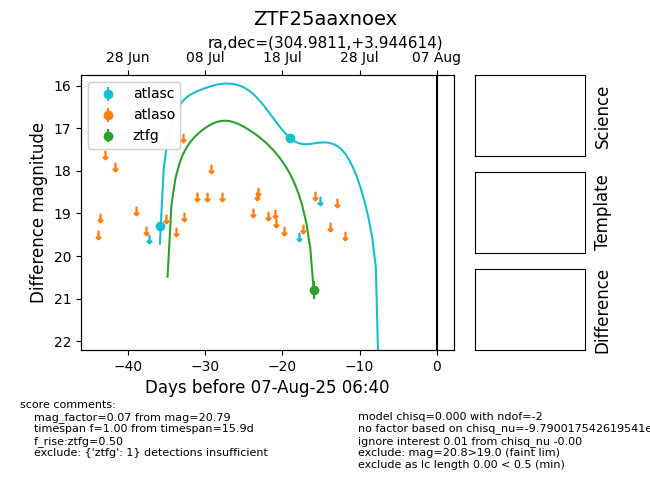 ZTF25aaxnoex
ra,dec=(304.9811,+3.944614)
28 Jun 08 Jul 18 Jul 28 Jul 07 Aug
atlasc
atlaso
ztfg
16
17
18
19
20
21
22
Difference magnitude
−40 −30 −20 −10 0
Days before 07-Aug-25 06:40
Science
Template
Difference
score comments:
mag_factor=0.07 from mag=20.79
timespan f=1.00 from timespan=15.9d
f_rise:ztfg=0.50
exclude: {'ztfg': 1} detections insufficient
model chisq=0.000 with ndof=-2
no factor based on chisq_nu=-9.790017542619541e
ignore interest 0.01 from chisq_nu -0.00
exclude: mag=20.8>19.0 (faint lim)
exclude as lc length 0.00 < 0.5 (min)